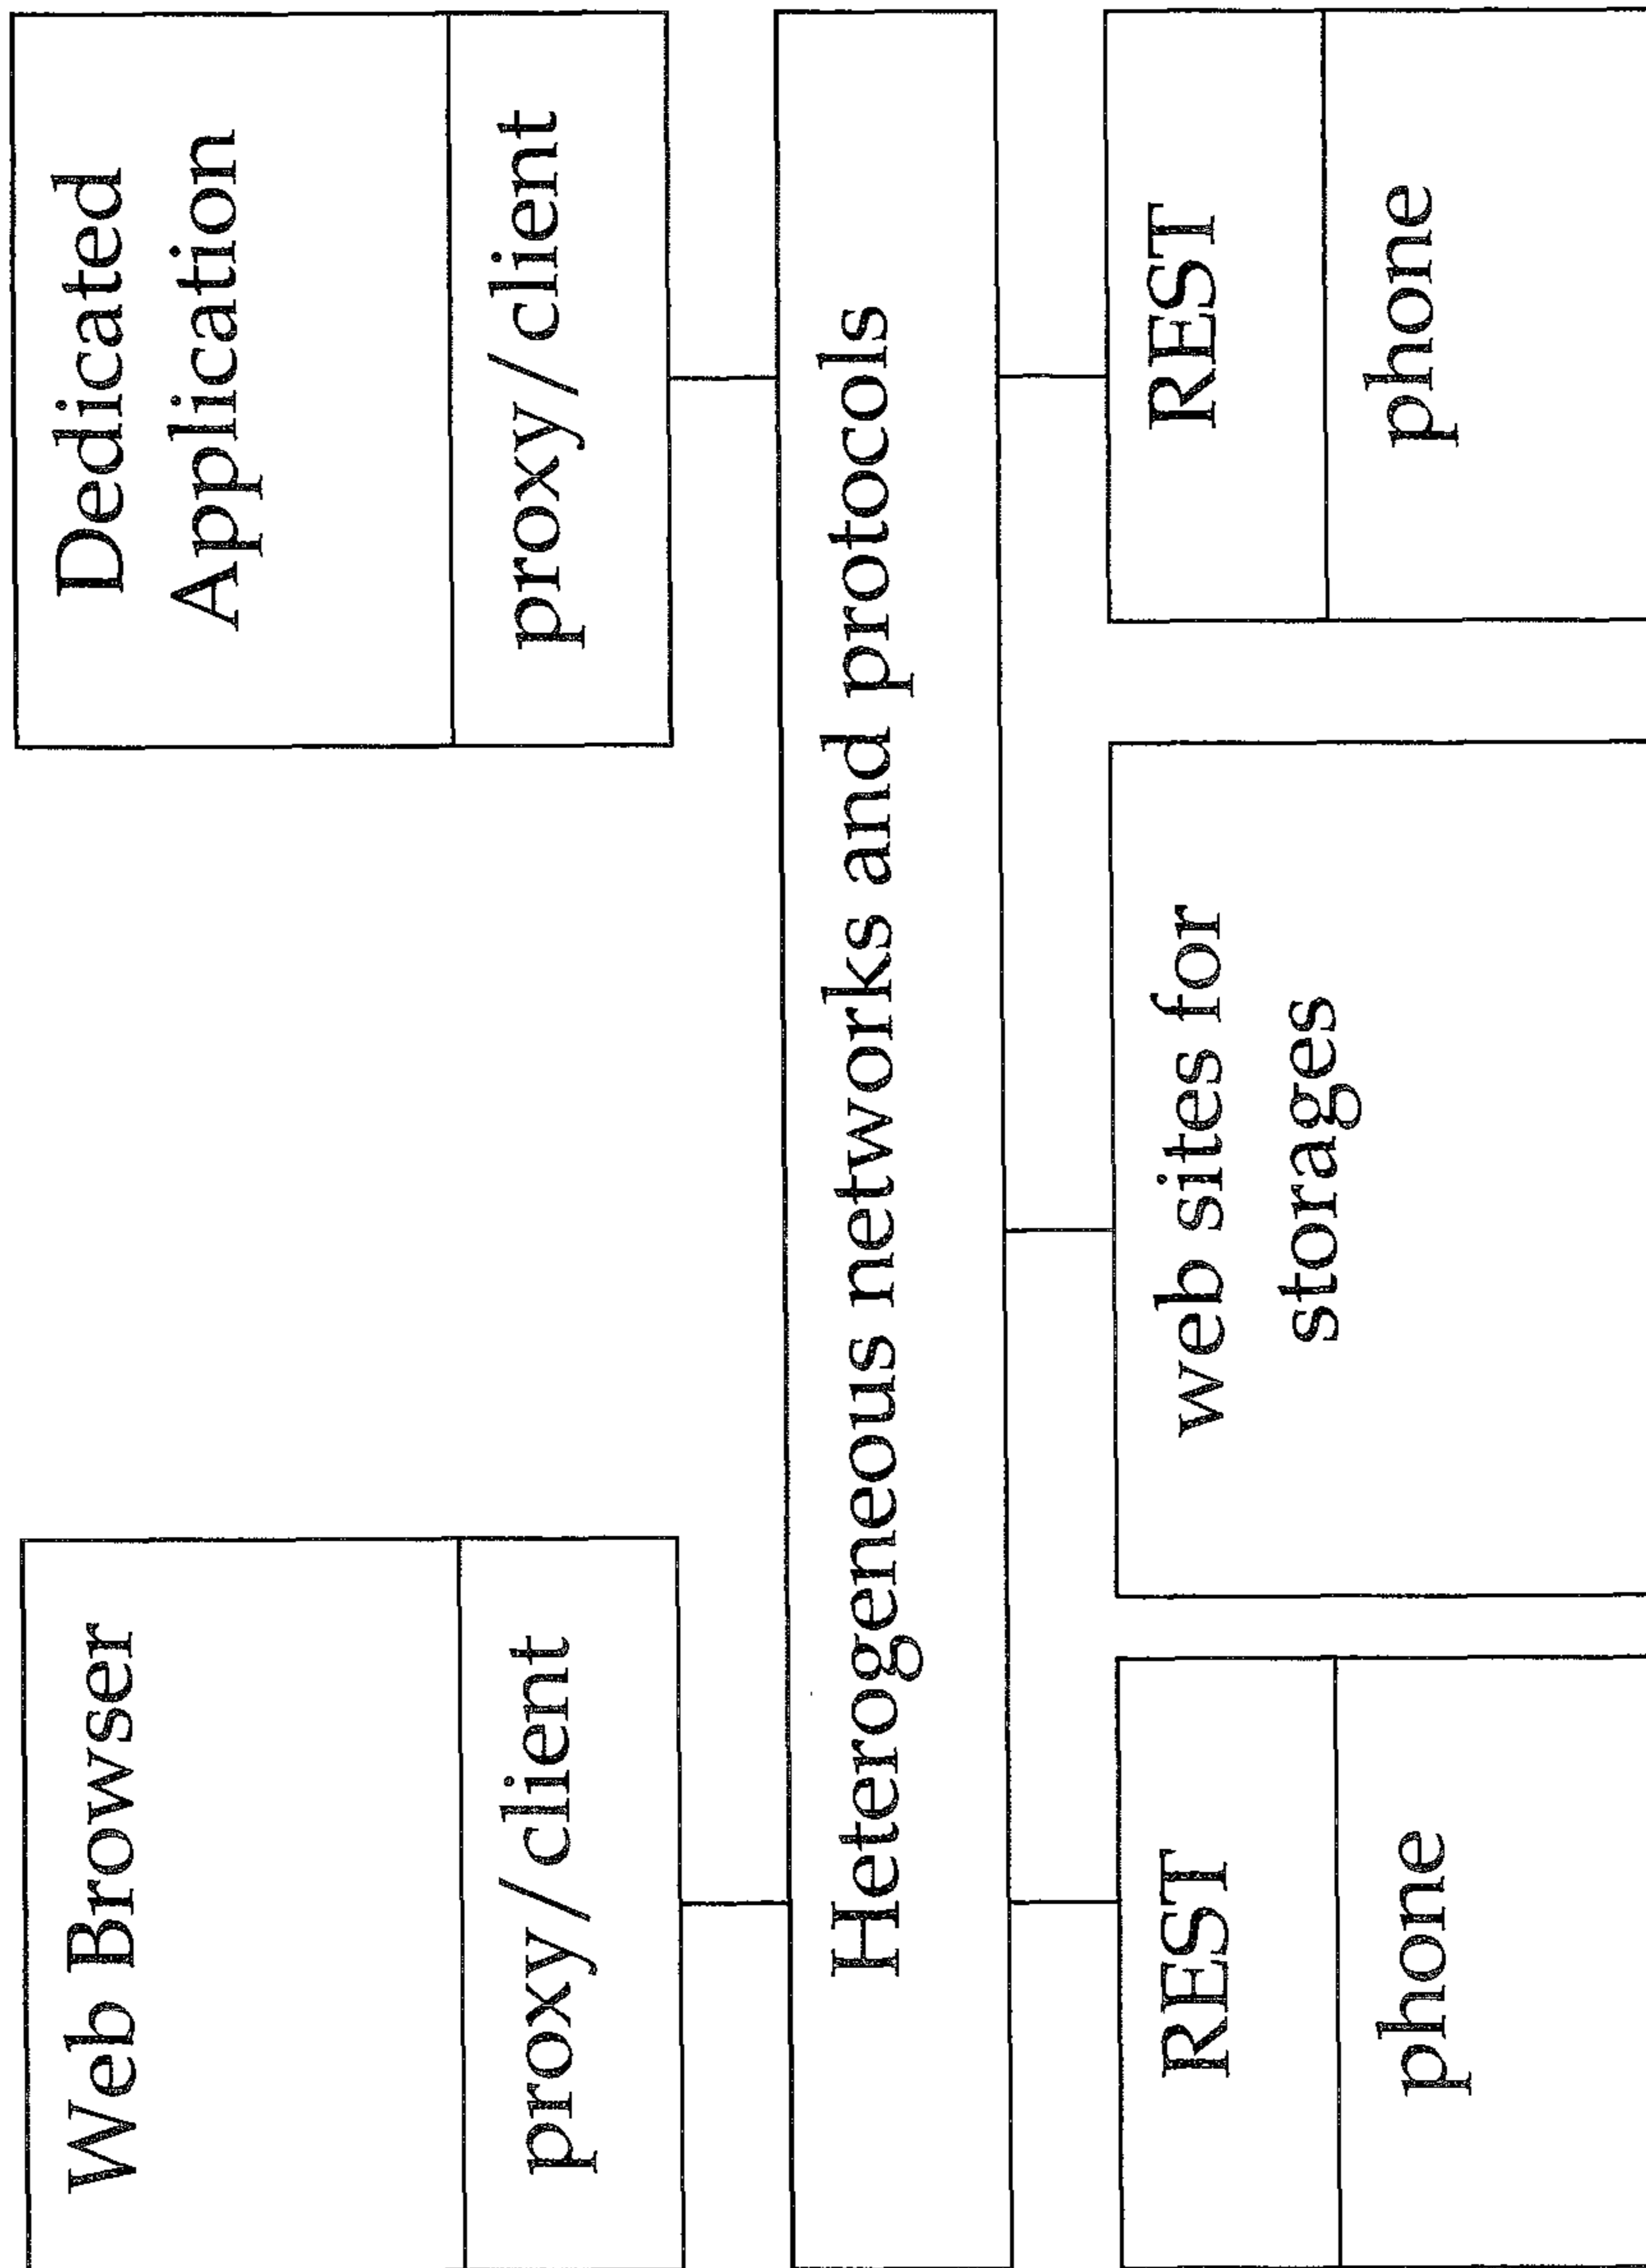 Web Browser
proxy/client
Dedicated
Application
proxy/client
Heterogeneous networks and protocols
REST
phone
web sites for
storages
REST
phone